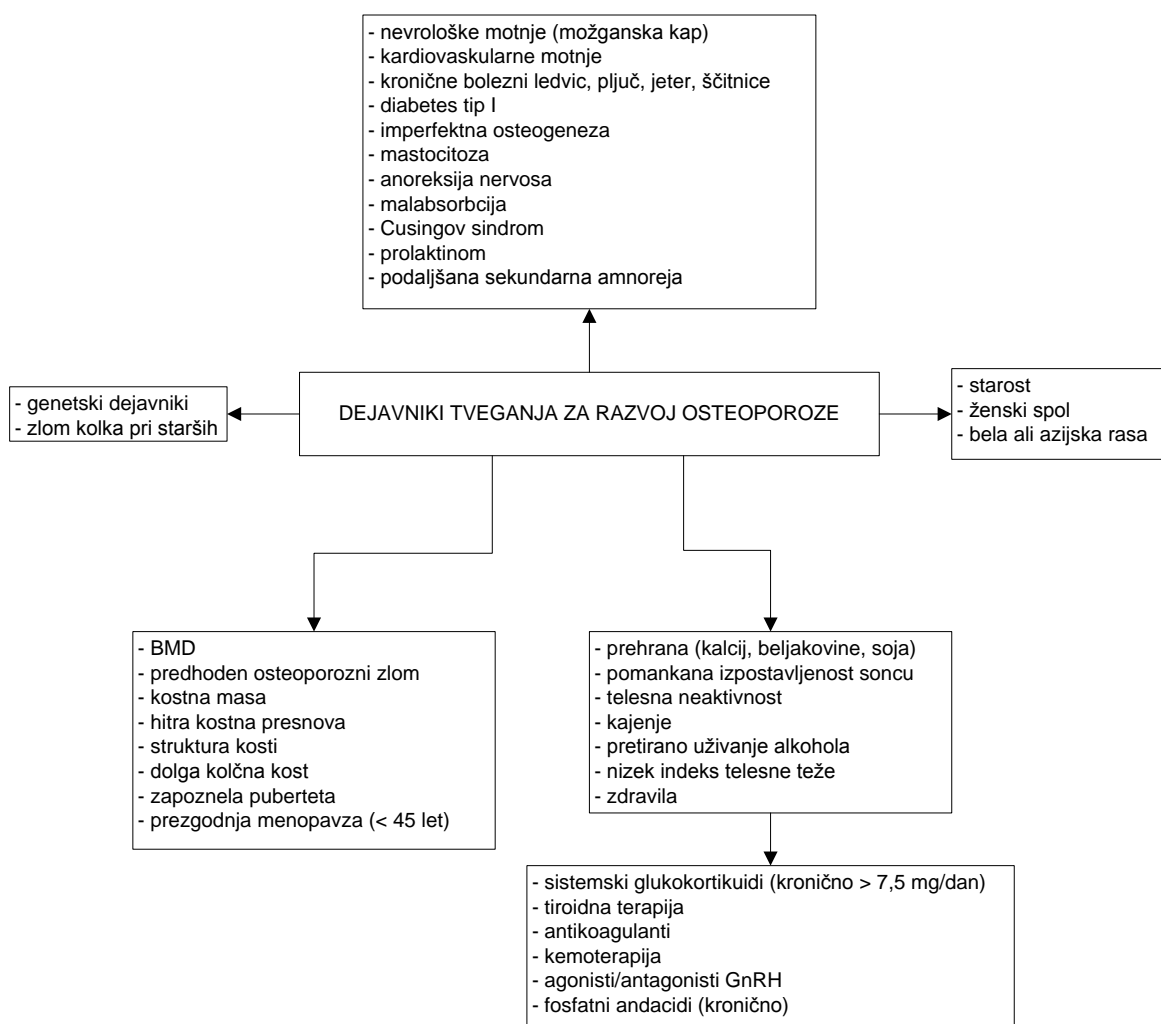 - nevrološke motnje (možganska kap)
- kardiovaskularne motnje
- kronične bolezni ledvic, pljuč, jeter, ščitnice
- diabetes tip I
- imperfektna osteogeneza
- mastocitoza
- anoreksija nervosa
- malabsorbcija
- Cusingov sindrom
- prolaktinom
- podaljšana sekundarna amnoreja
- genetski dejavniki
- zlom kolka pri starših
DEJAVNIKI TVEGANJA ZA RAZVOJ OSTEOPOROZE
- starost
- ženski spol
- bela ali azijska rasa
- BMD
- predhoden osteoporozni zlom
- kostna masa
- hitra kostna presnova
- struktura kosti
- dolga kolčna kost
- zapoznela puberteta
- prezgodnja menopavza (< 45 let)
- prehrana (kalcij, beljakovine, soja)
- pomankana izpostavljenost soncu
- telesna neaktivnost
- kajenje
- pretirano uživanje alkohola
- nizek indeks telesne teže
- zdravila
- sistemski glukokortikuidi (kronično > 7,5 mg/dan)
- tiroidna terapija
- antikoagulanti
- kemoterapija
- agonisti/antagonisti GnRH
- fosfatni andacidi (kronično)